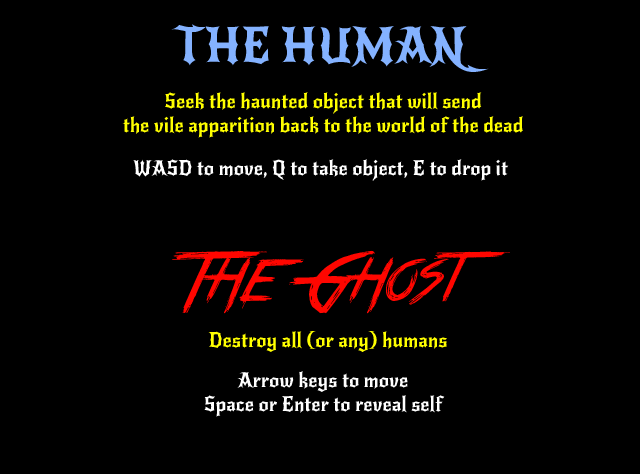 THE HUMAN
Seek the haunted object that will send
the vile apparition back to the world of the dead
WASD to move, Q to take object, E to drop it
THE GHOST
Destroy all (or any) humans
Arrow keys to move
Space or Enter to reveal self